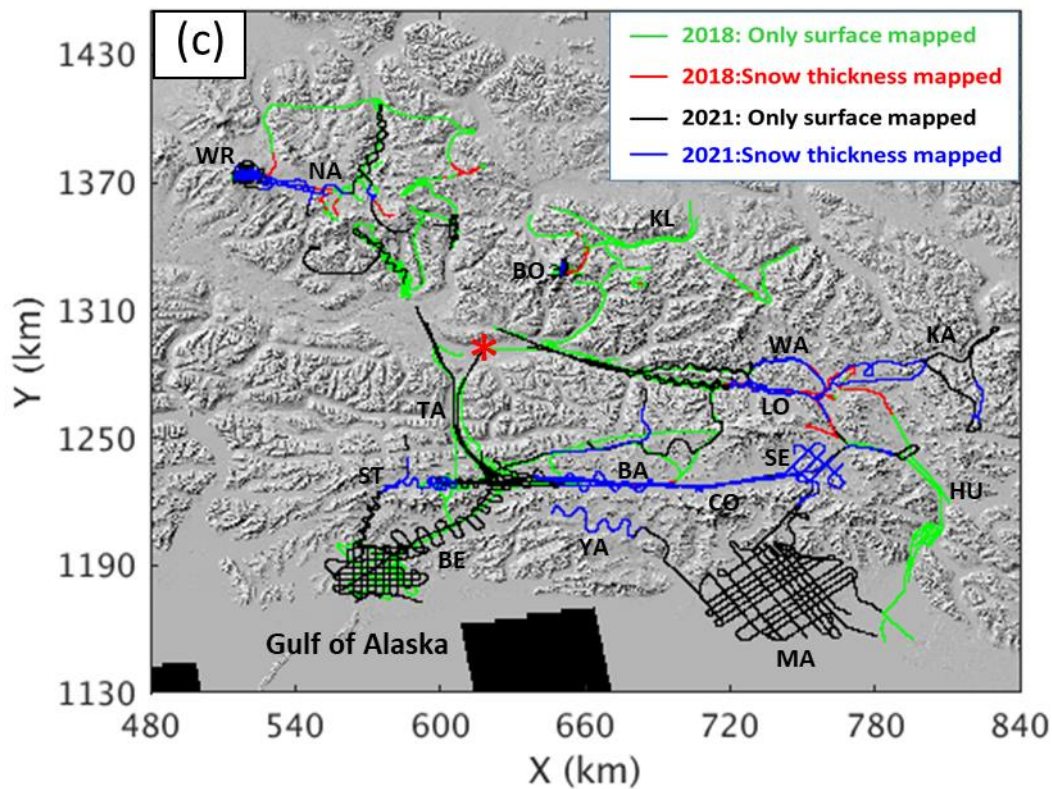 (c)
2018: Only surface mapped
2018:Snow thickness mapped
2021: Only surface mapped
2021:Snow thickness mapped
1430
1370
1310
1250
1190
1130
Y (km)
WR
NA
KL
BO
KA
WA
TA
LO
ST
BA
SE
CO
HU
BE
YA
Gulf of Alaska
MA
480
540
600
660
720
780
840
X (km)